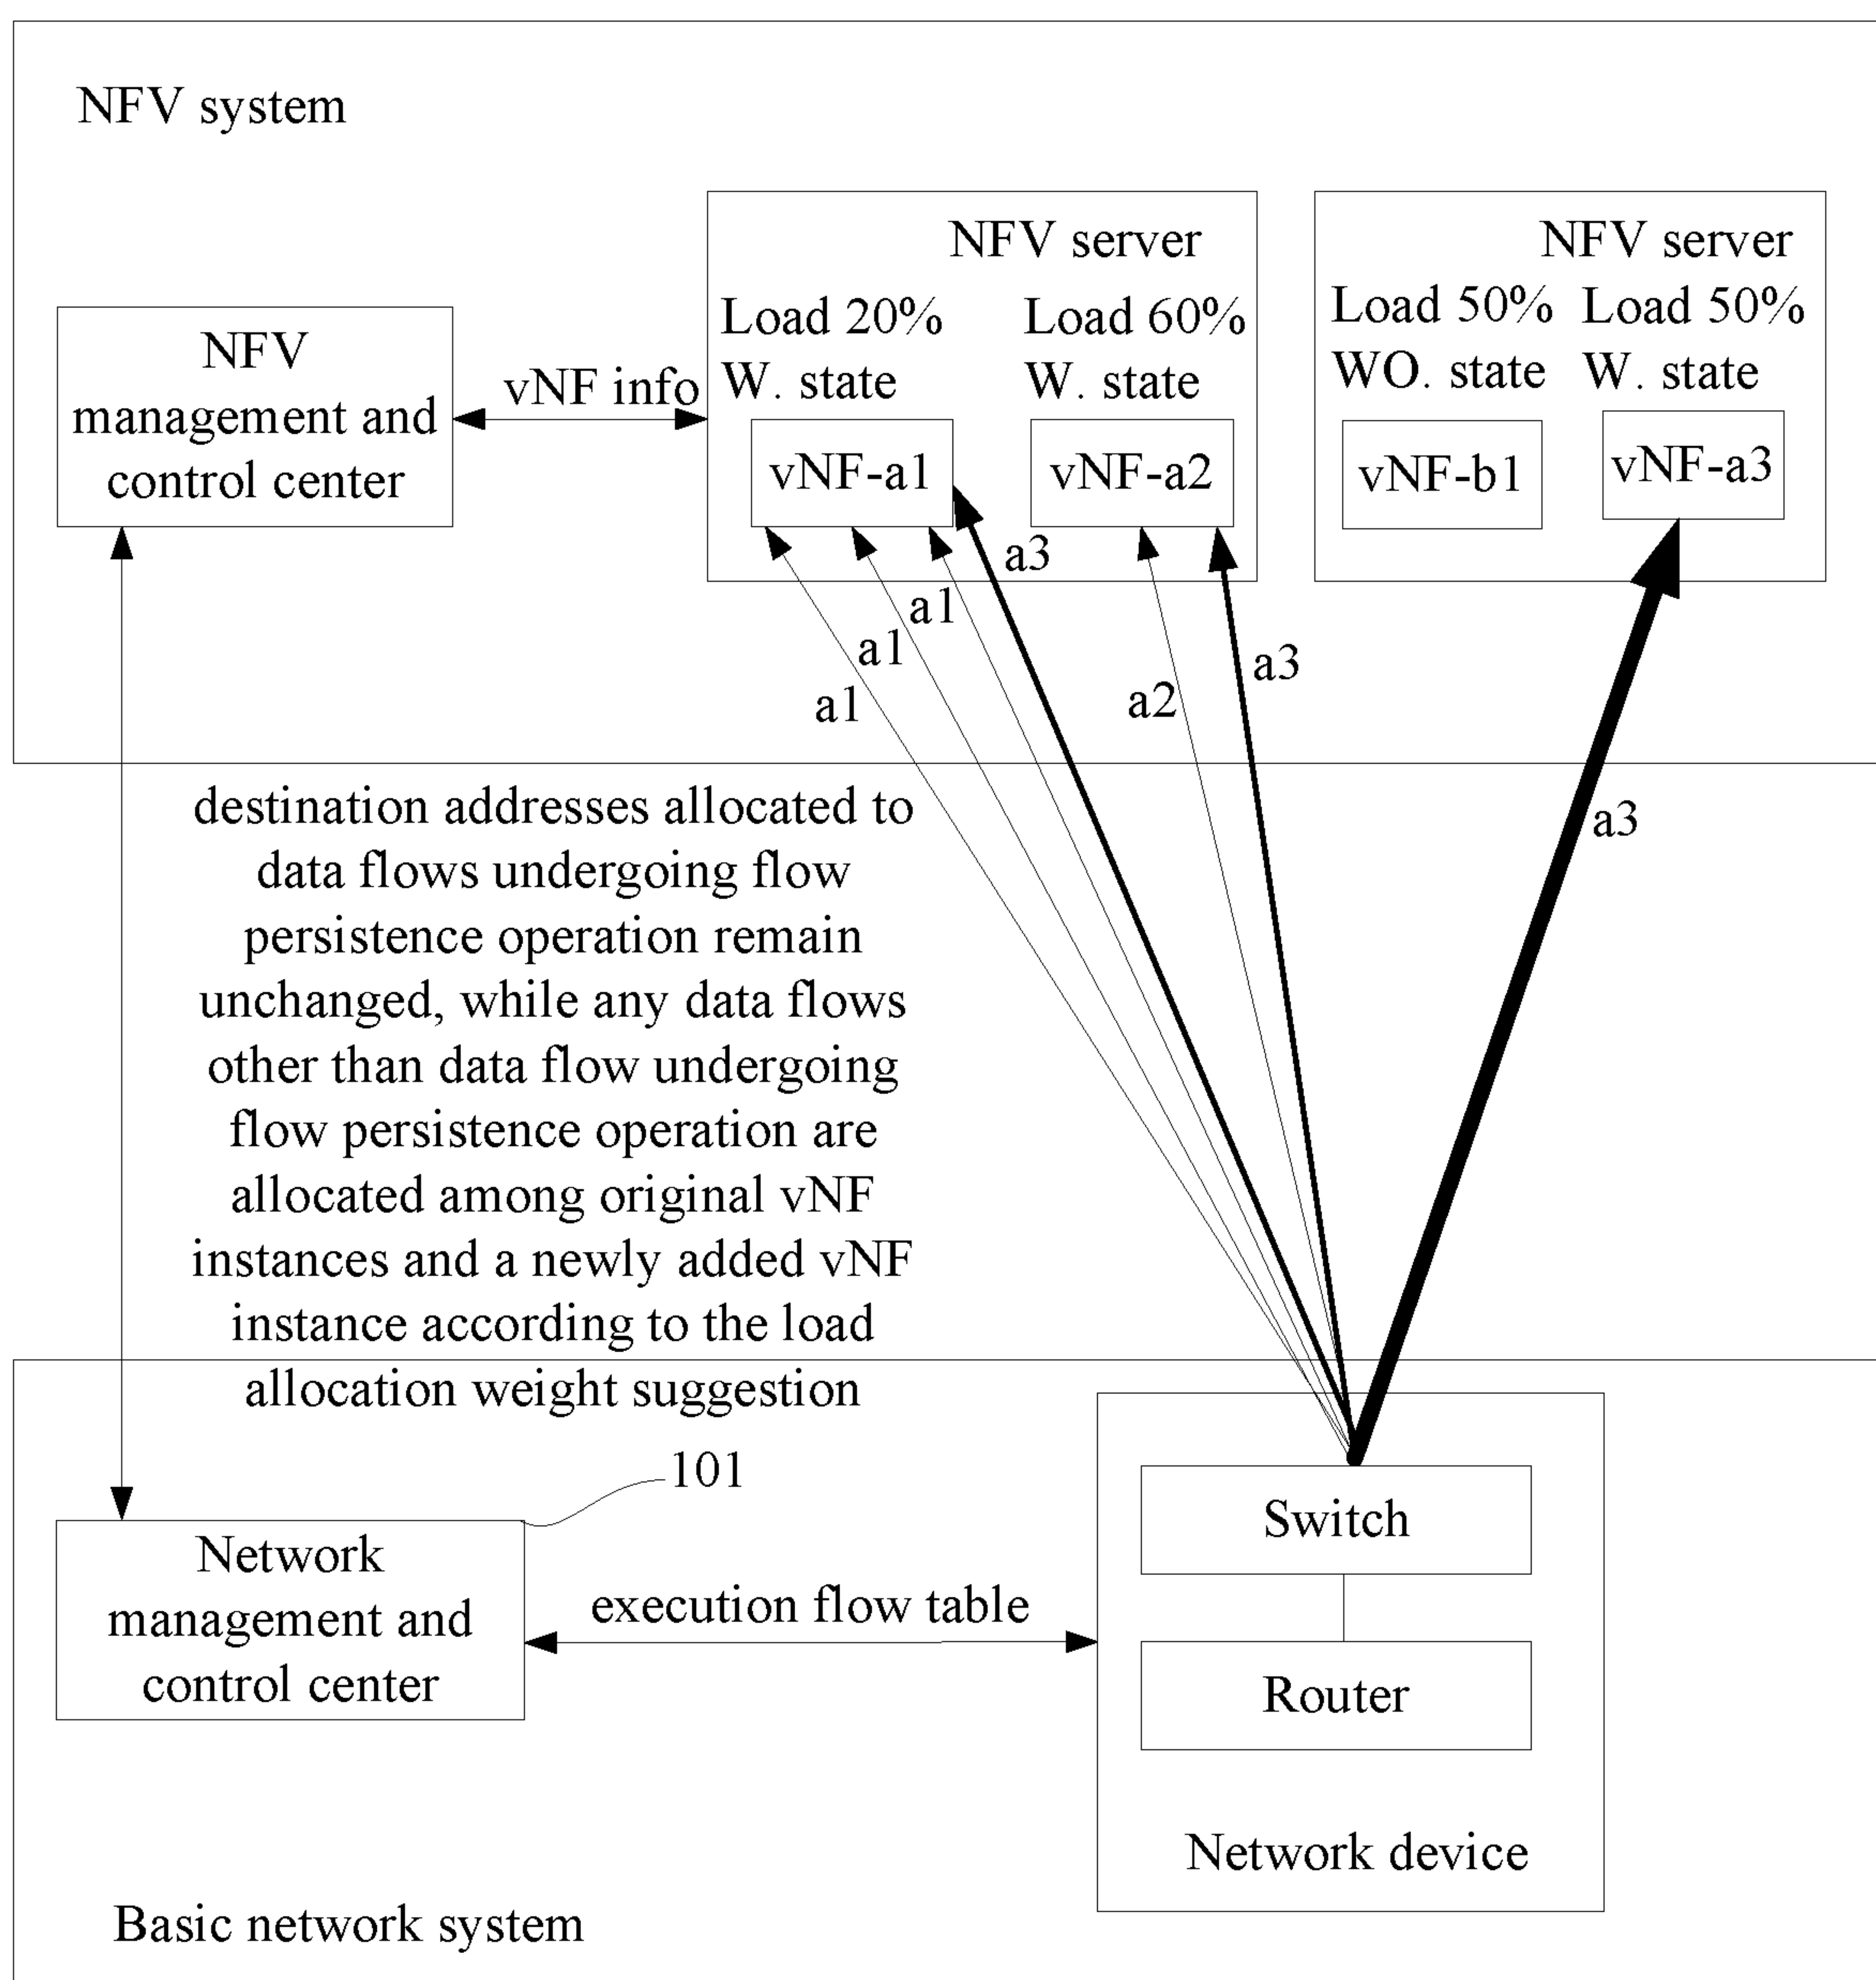 NFV system
NFV
management and
control center
vNF info
NFV server
Load 20%
W. state
vNF-a1
Load 60%
W. state
vNF-a2
NFV server
Load 50%
WO. state
vNF-b1
Load 50%
W. state
vNF-a3
a3
a1
a1
a1
a2
a3
a3
destination addresses allocated to
data flows undergoing flow
persistence operation remain
unchanged, while any data flows
other than data flow undergoing
flow persistence operation are
allocated among original vNF
instances and a newly added vNF
instance according to the load
allocation weight suggestion
101
Network
management and
control center
execution flow table
Switch
Router
Network device
Basic network system